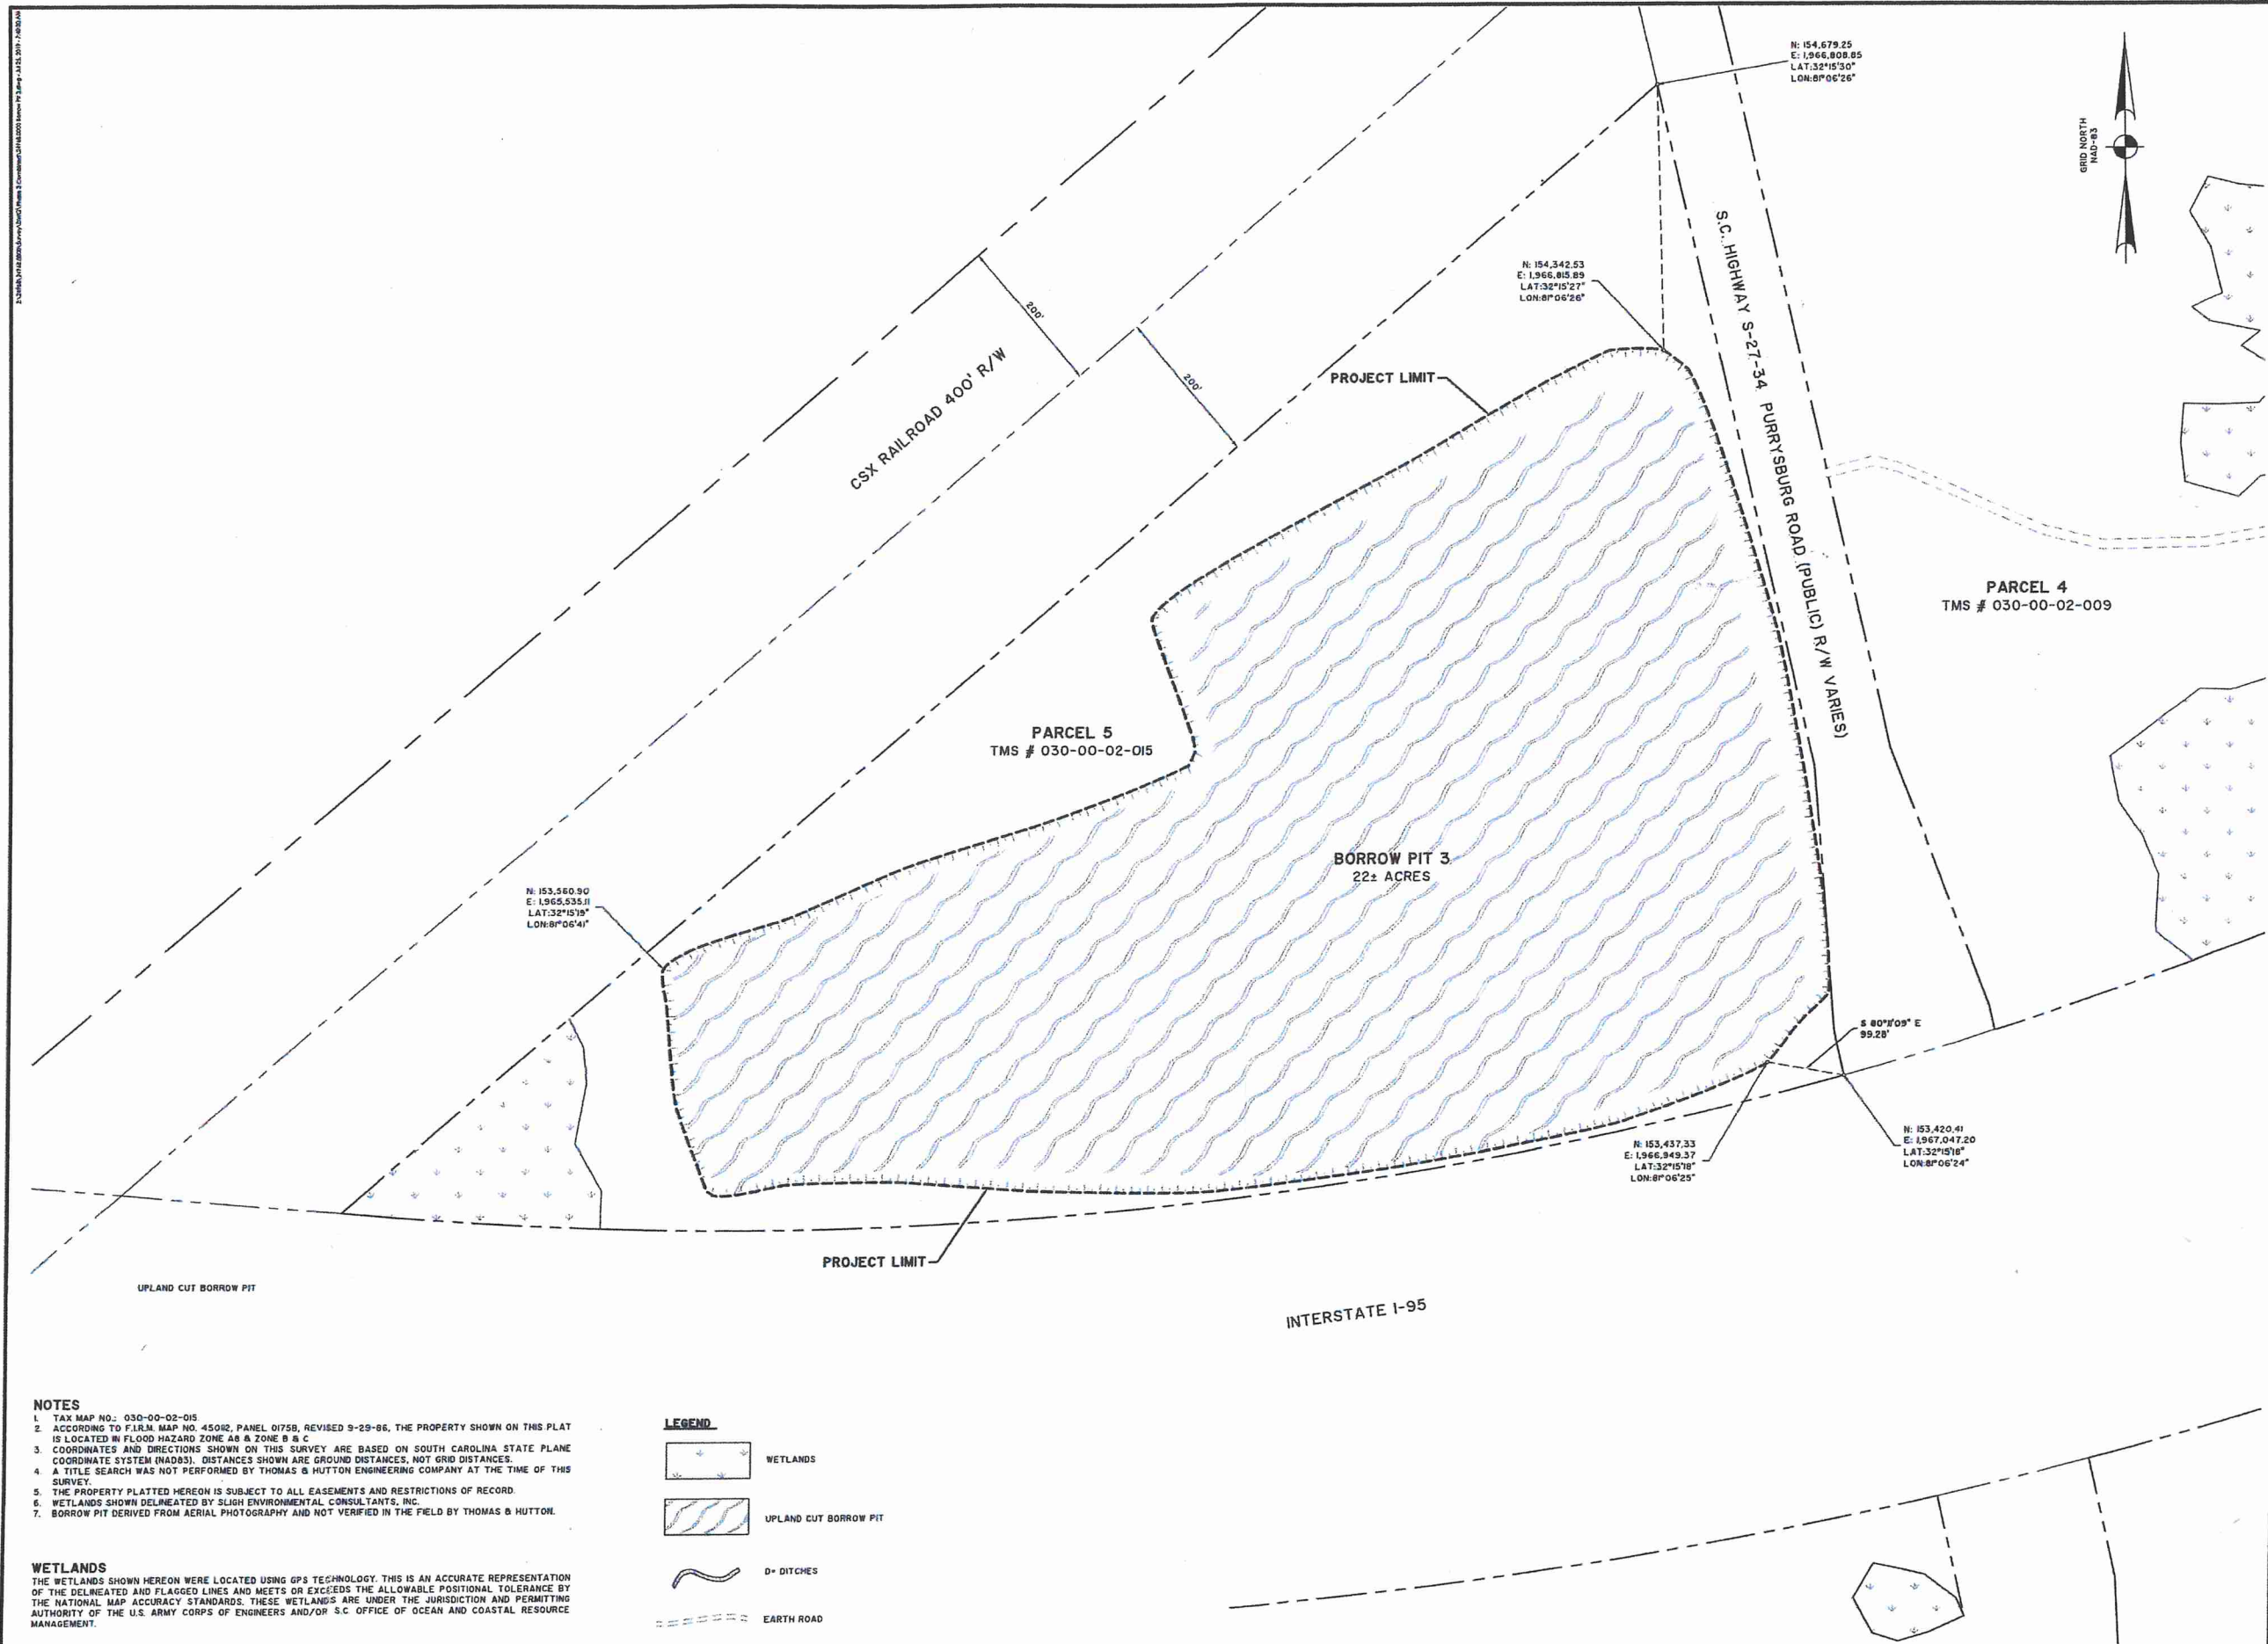 N: 154,679.25
E: 1,966,808.85
LAT:32°15'30"
LON:81°06'26"
GRID NORTH
NAD-83
N: 154,342.53
E: 1,966,815.89
LAT:32°15'27"
LON:81°06'26"
S.C. HIGHWAY S-27-34 PURRYSBURG ROAD (PUBLIC) R/W VARIES)
200'
200'
CSX RAILROAD 400' R/W
PROJECT LIMIT
PARCEL 4
TMS # 030-00-02-009
PARCEL 5
TMS # 030-00-02-015
BORROW PIT 3
22± ACRES
N: 153,560.90
E: 1,965,535.11
LAT:32°15'19"
LON:81°06'41"
S 80°11'09" E
99.28'
N: 153,437.33
E: 1,966,949.37
LAT:32°15'18"
LON:81°06'25"
N: 153,420.41
E: 1,967,047.20
LAT:32°15'18"
LON:81°06'24"
PROJECT LIMIT
UPLAND CUT BORROW PIT
INTERSTATE I-95
NOTES
1. TAX MAP NO.: 030-00-02-015
2. ACCORDING TO F.I.R.M. MAP NO. 450112, PANEL 0175B, REVISED 9-29-86, THE PROPERTY SHOWN ON THIS PLAT
IS LOCATED IN FLOOD HAZARD ZONE A8 & ZONE B & C
3. COORDINATES AND DIRECTIONS SHOWN ON THIS SURVEY ARE BASED ON SOUTH CAROLINA STATE PLANE
COORDINATE SYSTEM (NAD83). DISTANCES SHOWN ARE GROUND DISTANCES, NOT GRID DISTANCES.
4. A TITLE SEARCH WAS NOT PERFORMED BY THOMAS & HUTTON ENGINEERING COMPANY AT THE TIME OF THIS
SURVEY.
5. THE PROPERTY PLATTED HEREON IS SUBJECT TO ALL EASEMENTS AND RESTRICTIONS OF RECORD.
6. WETLANDS SHOWN DELINEATED BY SLIGH ENVIRONMENTAL CONSULTANTS, INC.
7. BORROW PIT DERIVED FROM AERIAL PHOTOGRAPHY AND NOT VERIFIED IN THE FIELD BY THOMAS & HUTTON.
WETLANDS
THE WETLANDS SHOWN HEREON WERE LOCATED USING GPS TECHNOLOGY. THIS IS AN ACCURATE REPRESENTATION
OF THE DELINEATED AND FLAGGED LINES AND MEETS OR EXCEEDS THE ALLOWABLE POSITIONAL TOLERANCE BY
THE NATIONAL MAP ACCURACY STANDARDS. THESE WETLANDS ARE UNDER THE JURISDICTION AND PERMITTING
AUTHORITY OF THE U.S. ARMY CORPS OF ENGINEERS AND/OR S.C. OFFICE OF OCEAN AND COASTAL RESOURCE
MANAGEMENT.
LEGEND
WETLANDS
UPLAND CUT BORROW PIT
D= DITCHES
EARTH ROAD